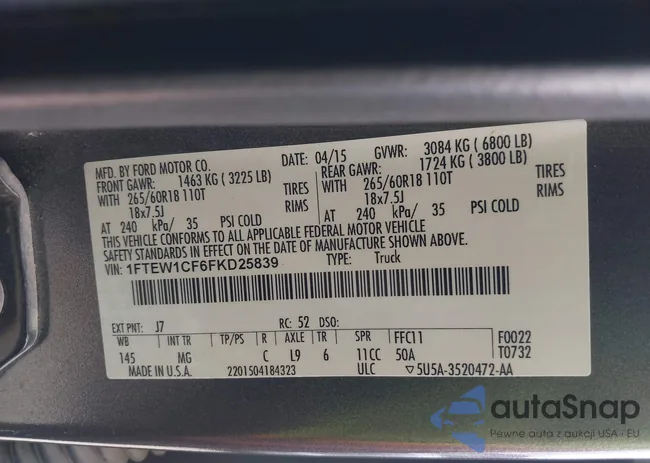 MFD. BY FORD MOTOR CO. DATE: 04/15 GVWR: 3084 KG ( 6800 LB)
FRONT GAWR: 1463 KG ( 3225 LB) REAR GAWR: 1724 KG ( 3800 LB)
WITH 265/60R18 110T TIRES WITH 265/60R18 110T TIRES
18x7.5J RIMS 18x7.5J RIMS
AT 240 kPa/ 35 PSI COLD AT 240 kPa/ 35 PSI COLD
THIS VEHICLE CONFORMS TO ALL APPLICABLE FEDERAL MOTOR VEHICLE
SAFETY STANDARDS IN EFFECT ON THE DATE OF MANUFACTURE SHOWN ABOVE.
VIN: 1FTEW1CF6FKD25839 TYPE: Truck
EXT PNT: J7 RC: 52 DSO:
WB INT TR TP/PS R AXLE TR SPR FFC11 F0022
145 MG C L9 6 11CC 50A T0732
MADE IN U.S.A. 2201504184323 ULC ▽5U5A-3520472-AA
autaSnap
Pewne auta z aukcji USA - EU